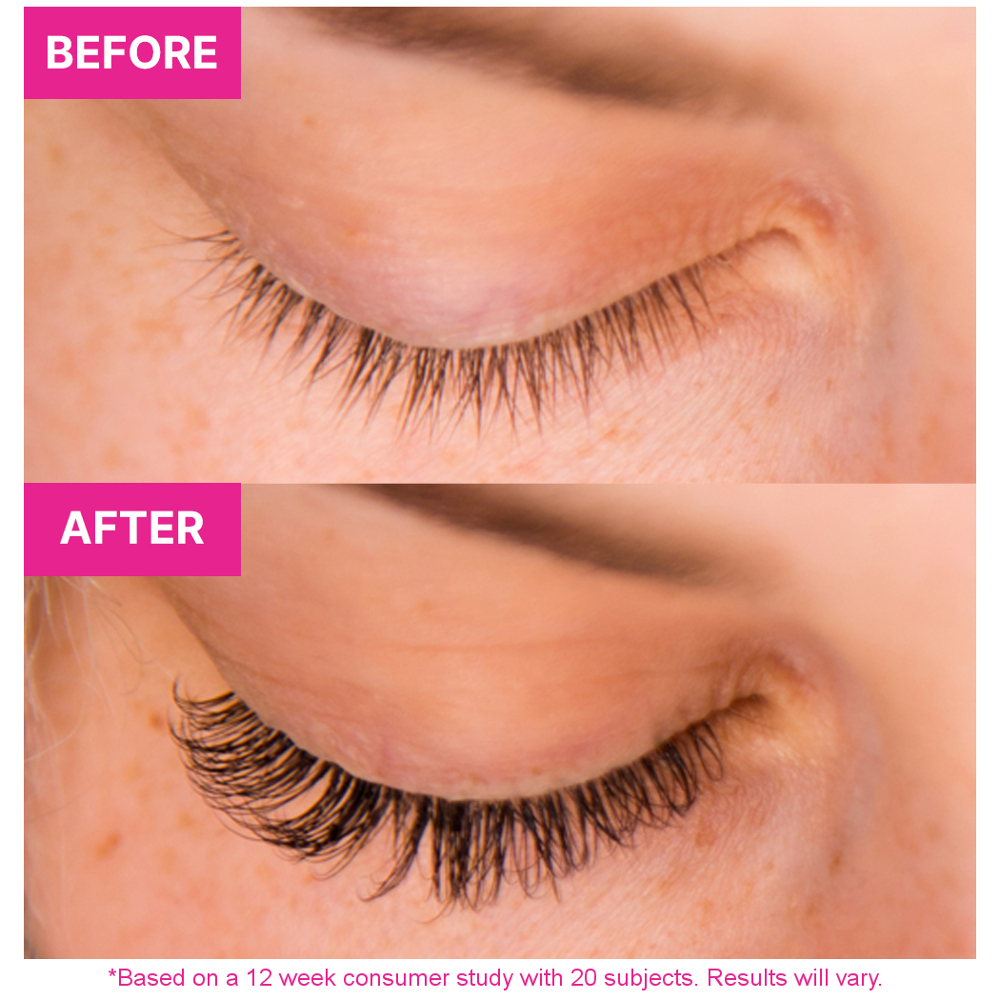 BEFORE
AFTER
*Based on a 12 week consumer study with 20 subjects. Results will vary.